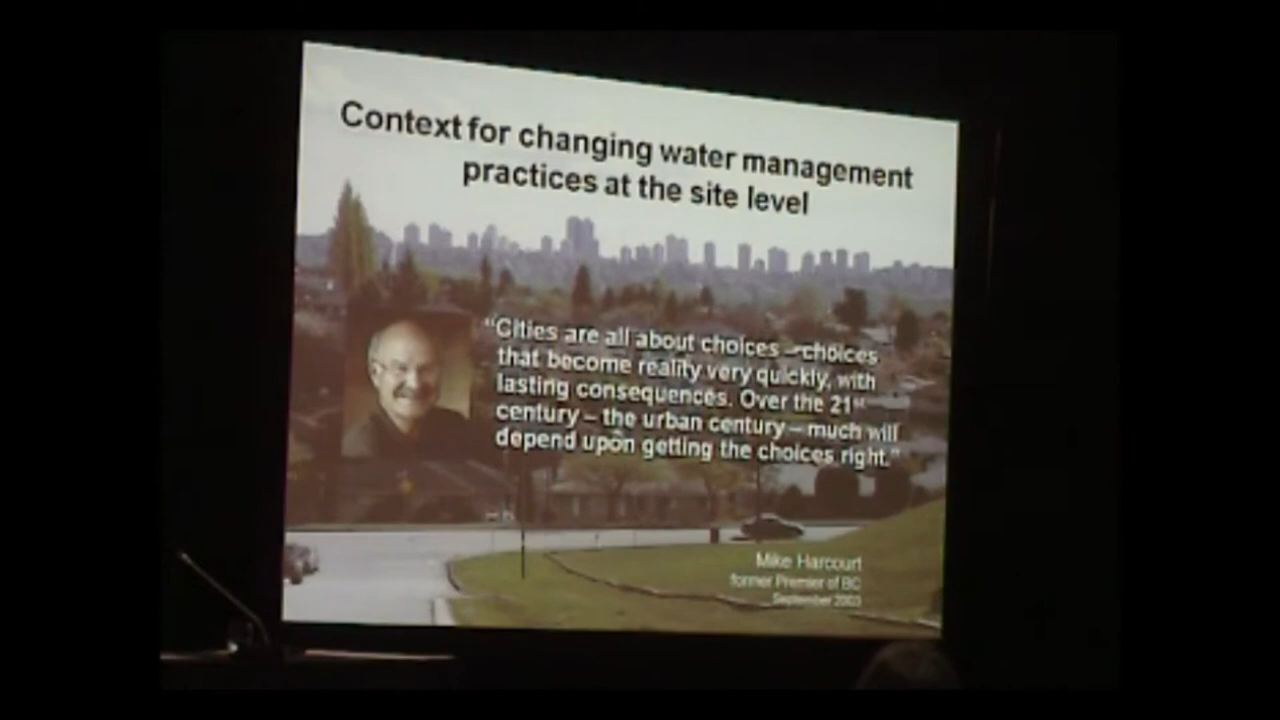 Context for changing water management
practices at the site level
“Cities are all about choices – choices
that become reality very quickly, with
lasting consequences. Over the 21st
century – the urban century – much will
depend upon getting the choices right.”
Mike Harcourt
former Premier of BC
September 2003